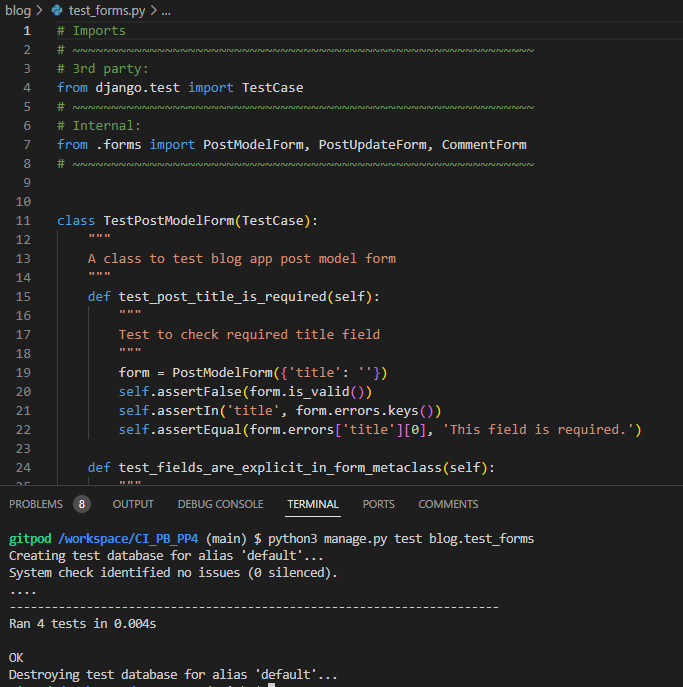 blog > test_forms.py > ...
1 # Imports
2 # ~~~~~~~~~~~~~~~~~~~~~~~~~~~~~~~~~~~~~~~~~~~~~~~~~~~~~~~~~~~~
3 # 3rd party:
4 from django.test import TestCase
5 # ~~~~~~~~~~~~~~~~~~~~~~~~~~~~~~~~~~~~~~~~~~~~~~~~~~~~~~~~~~~~
6 # Internal:
7 from .forms import PostModelForm, PostUpdateForm, CommentForm
8 # ~~~~~~~~~~~~~~~~~~~~~~~~~~~~~~~~~~~~~~~~~~~~~~~~~~~~~~~~~~~~
9
10
11 class TestPostModelForm(TestCase):
12     """
13     A class to test blog app post model form
14     """
15     def test_post_title_is_required(self):
16         """
17         Test to check required title field
18         """
19         form = PostModelForm({'title': ''})
20         self.assertFalse(form.is_valid())
21         self.assertIn('title', form.errors.keys())
22         self.assertEqual(form.errors['title'][0], 'This field is required.')
23
24     def test_fields_are_explicit_in_form_metaclass(self):
25         """
PROBLEMS 8 OUTPUT DEBUG CONSOLE TERMINAL PORTS COMMENTS
gitpod /workspace/CI_PB_PP4 (main) $ python3 manage.py test blog.test_forms
Creating test database for alias 'default'...
System check identified no issues (0 silenced).
....
----------------------------------------------------------------------
Ran 4 tests in 0.004s
OK
Destroying test database for alias 'default'...